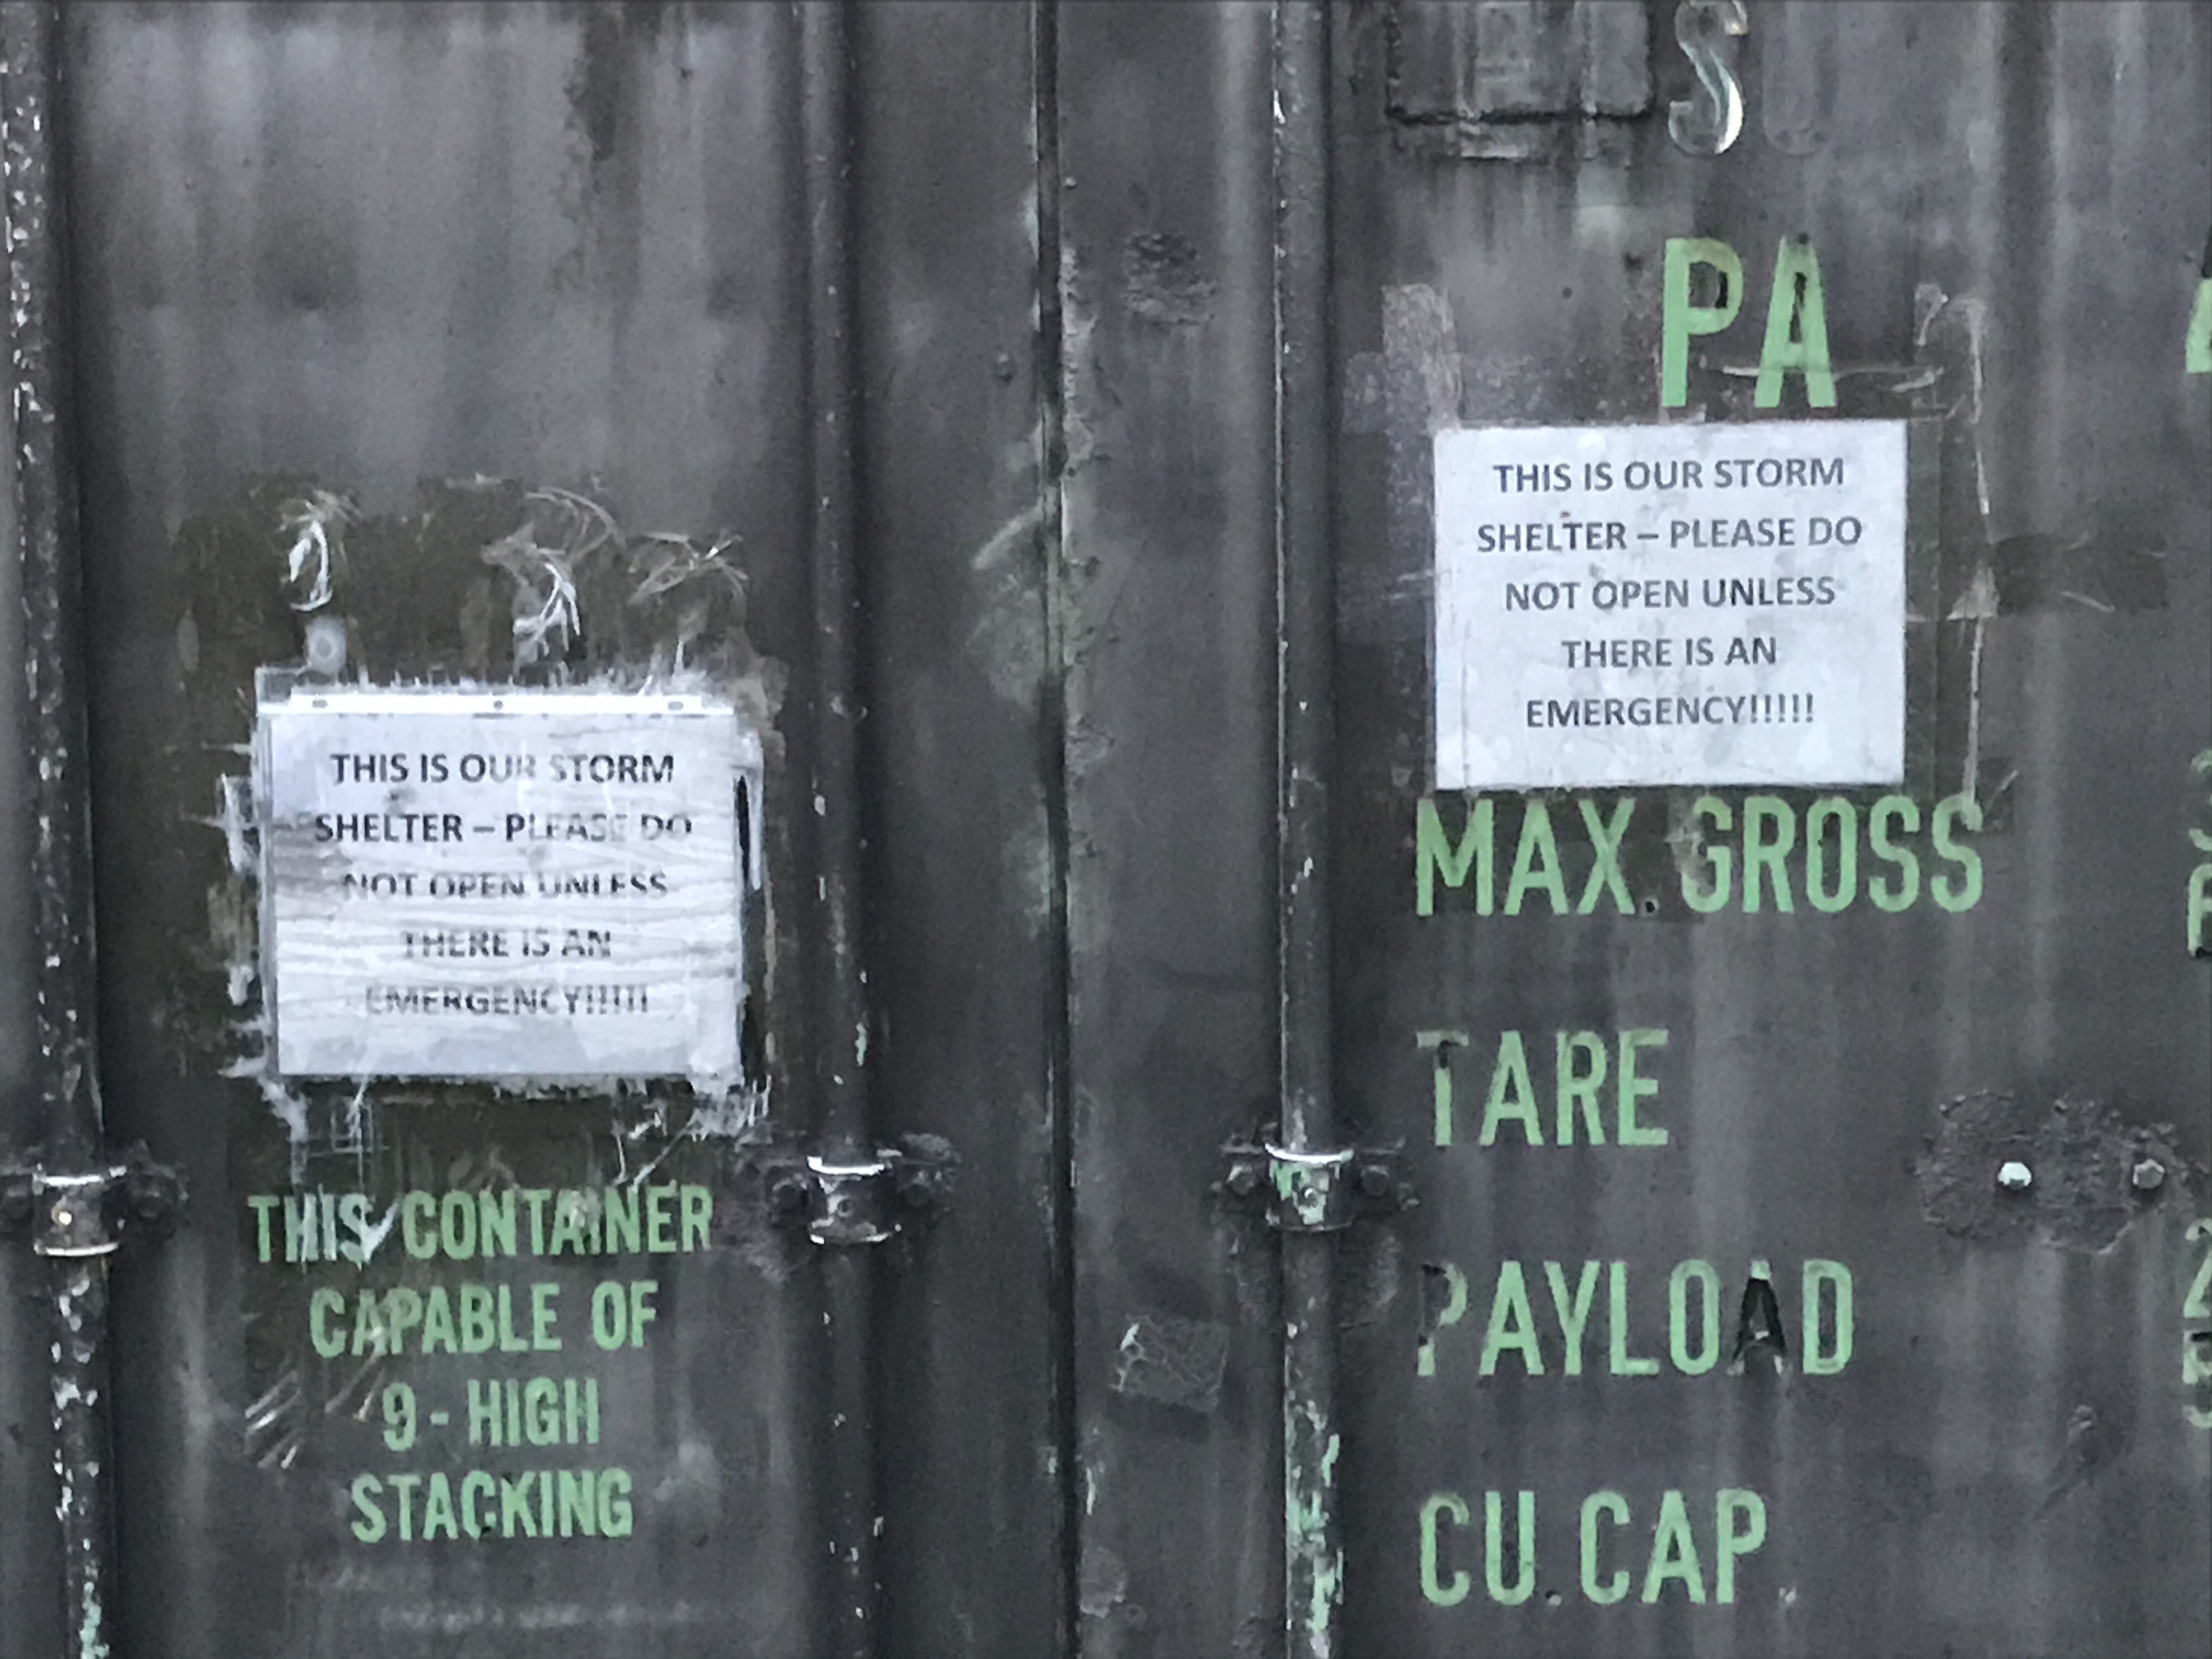 THIS IS OUR STORM
SHELTER – PLEASE DO
NOT OPEN UNLESS
THERE IS AN
EMERGENCY!!!!!
THIS CONTAINER
CAPABLE OF
9 - HIGH
STACKING
S
PA
THIS IS OUR STORM
SHELTER – PLEASE DO
NOT OPEN UNLESS
THERE IS AN
EMERGENCY!!!!!
MAX. GROSS
TARE
PAYLOAD
CU.CAP.